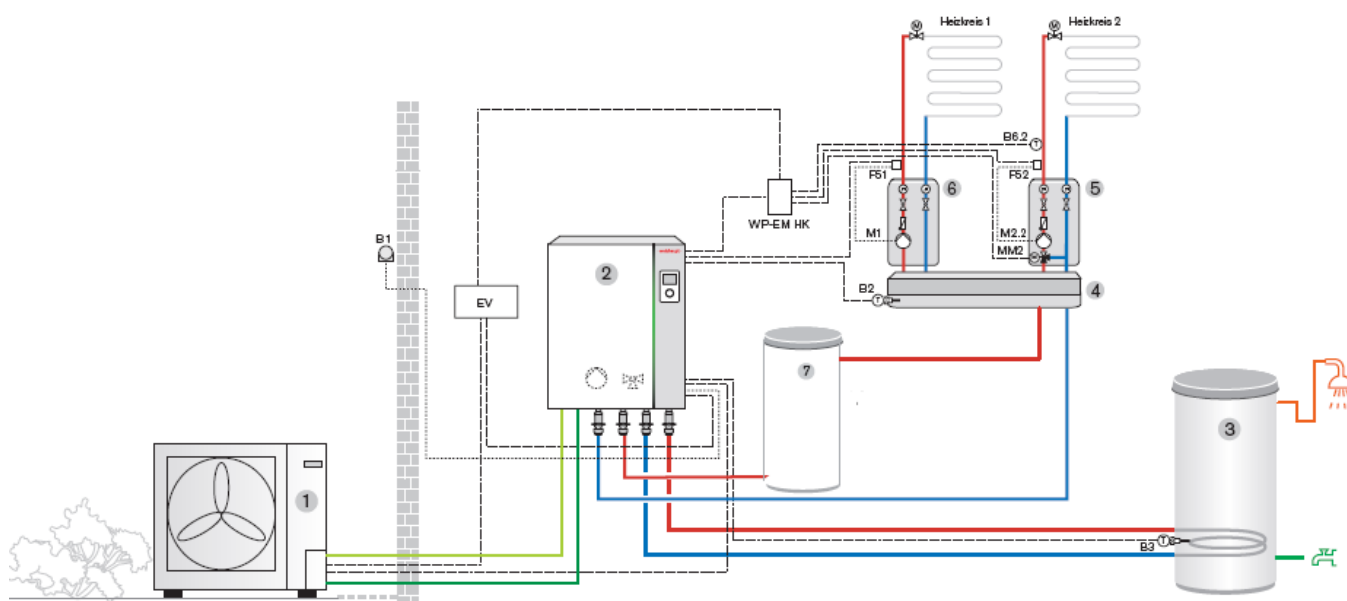 Heizkreis 1
Heizkreis 2
M
M
B6.2
T
F51
F52
6
5
WP-EM HK
M1
M2.2
MM2
B1
2
EV
B2
T
4
7
3
1
B3
T